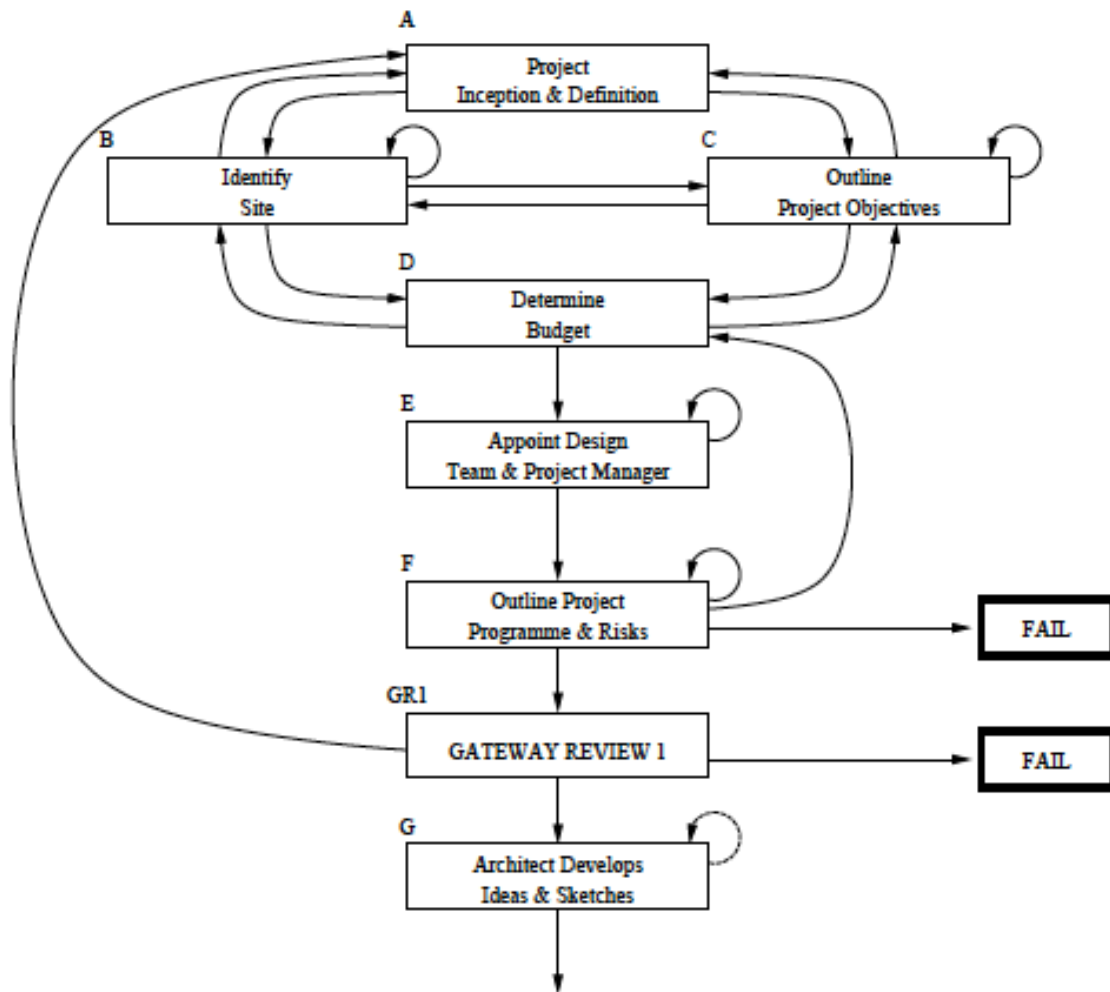 A
Project
Inception & Definition
B
Identify
Site
C
Outline
Project Objectives
D
Determine
Budget
E
Appoint Design
Team & Project Manager
F
Outline Project
Programme & Risks
FAIL
GR1
GATEWAY REVIEW 1
FAIL
G
Architect Develops
Ideas & Sketches